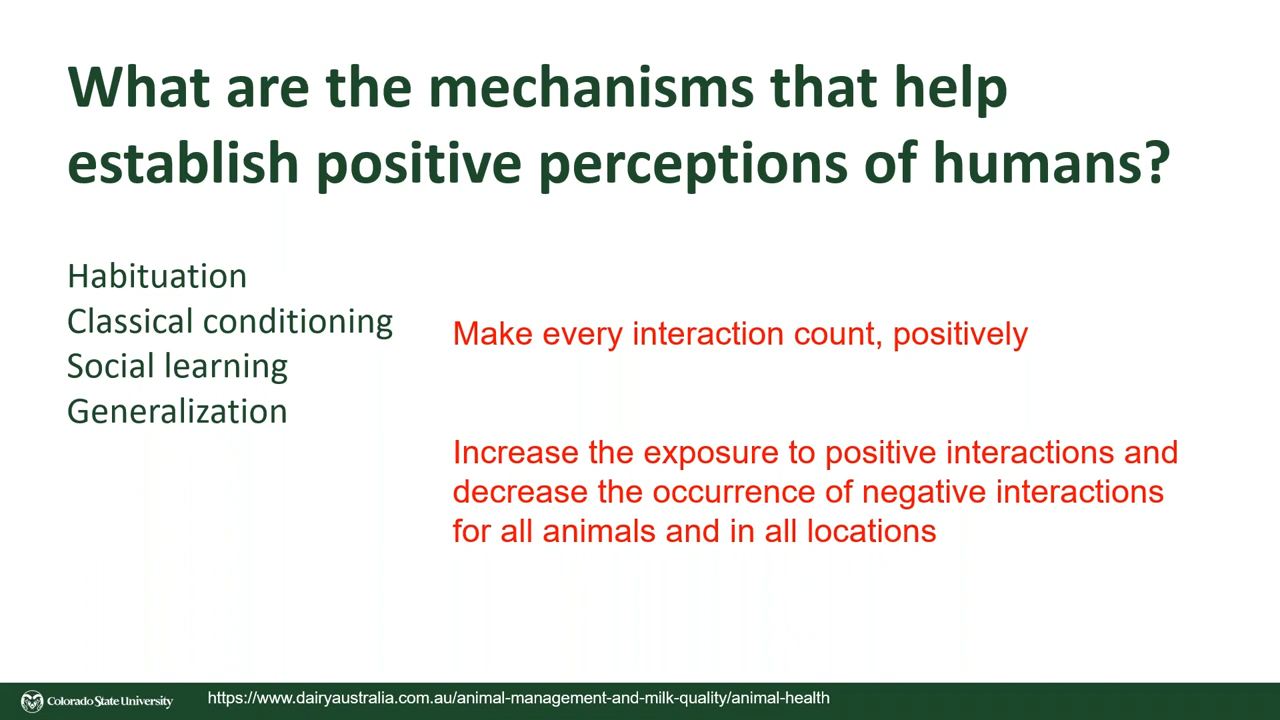 What are the mechanisms that help
establish positive perceptions of humans?
Habituation
Classical conditioning
Social learning
Generalization
Make every interaction count, positively
Increase the exposure to positive interactions and
decrease the occurrence of negative interactions
for all animals and in all locations
Colorado State University
https://www.dairyaustralia.com.au/animal-management-and-milk-quality/animal-health